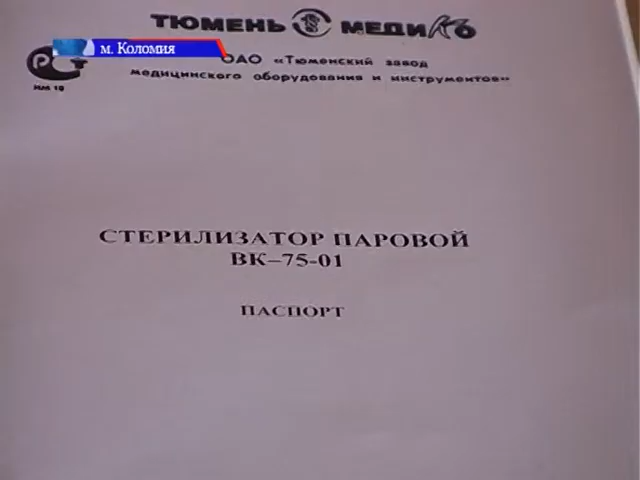 ТЮМЕНЬ МЕДИКО
м. Коломия
ОАО «Тюменский завод
медицинского оборудования и инструментов»
СТЕРИЛИЗАТОР ПАРОВОЙ
ВК–75-01
ПАСПОРТ